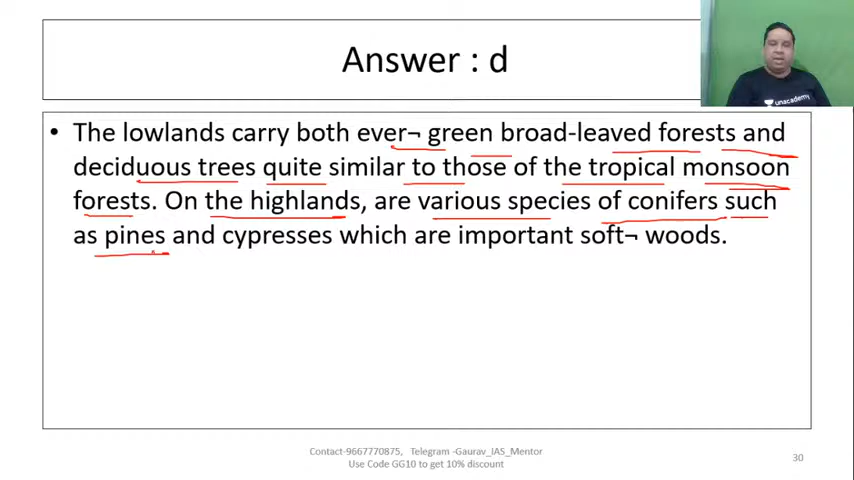 Answer : d
unacademy
• The lowlands carry both ever¬ green broad-leaved forests and
deciduous trees quite similar to those of the tropical monsoon
forests. On the highlands, are various species of conifers such
as pines and cypresses which are important soft¬ woods.
Contact-9667770875, Telegram -Gaurav_IAS_Mentor
Use Code GG10 to get 10% discount
30